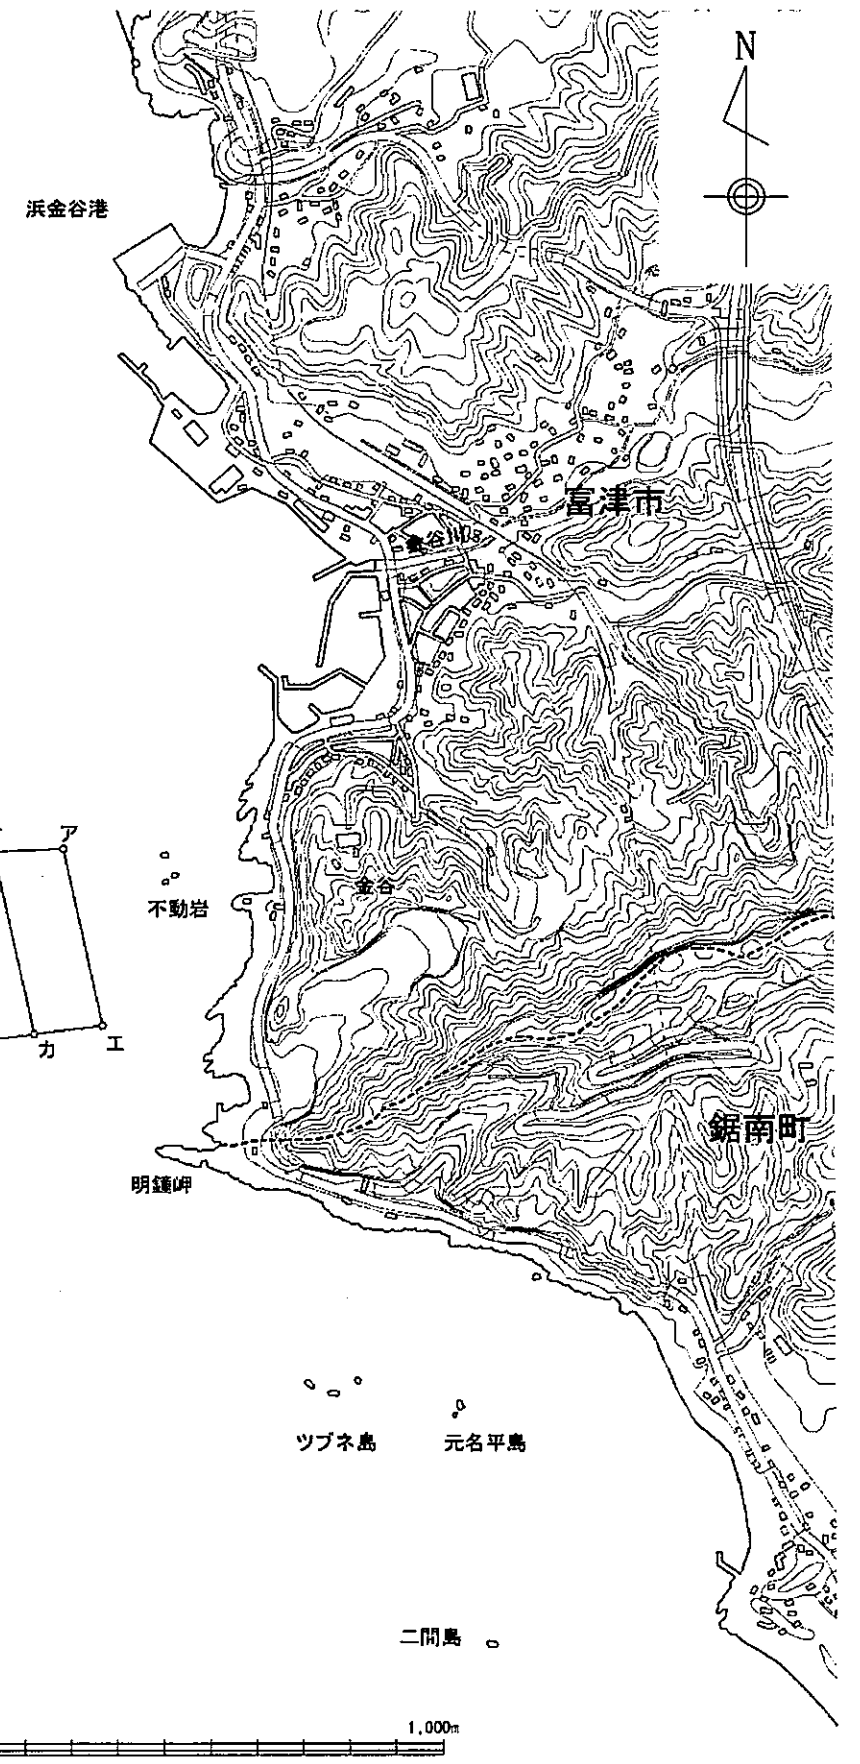 N
浜金谷港
富津市
金谷川
ア
不動岩
金谷
カ
エ
鋸南町
明鐘岬
ツブネ島
元名平島
二間島
1,000m